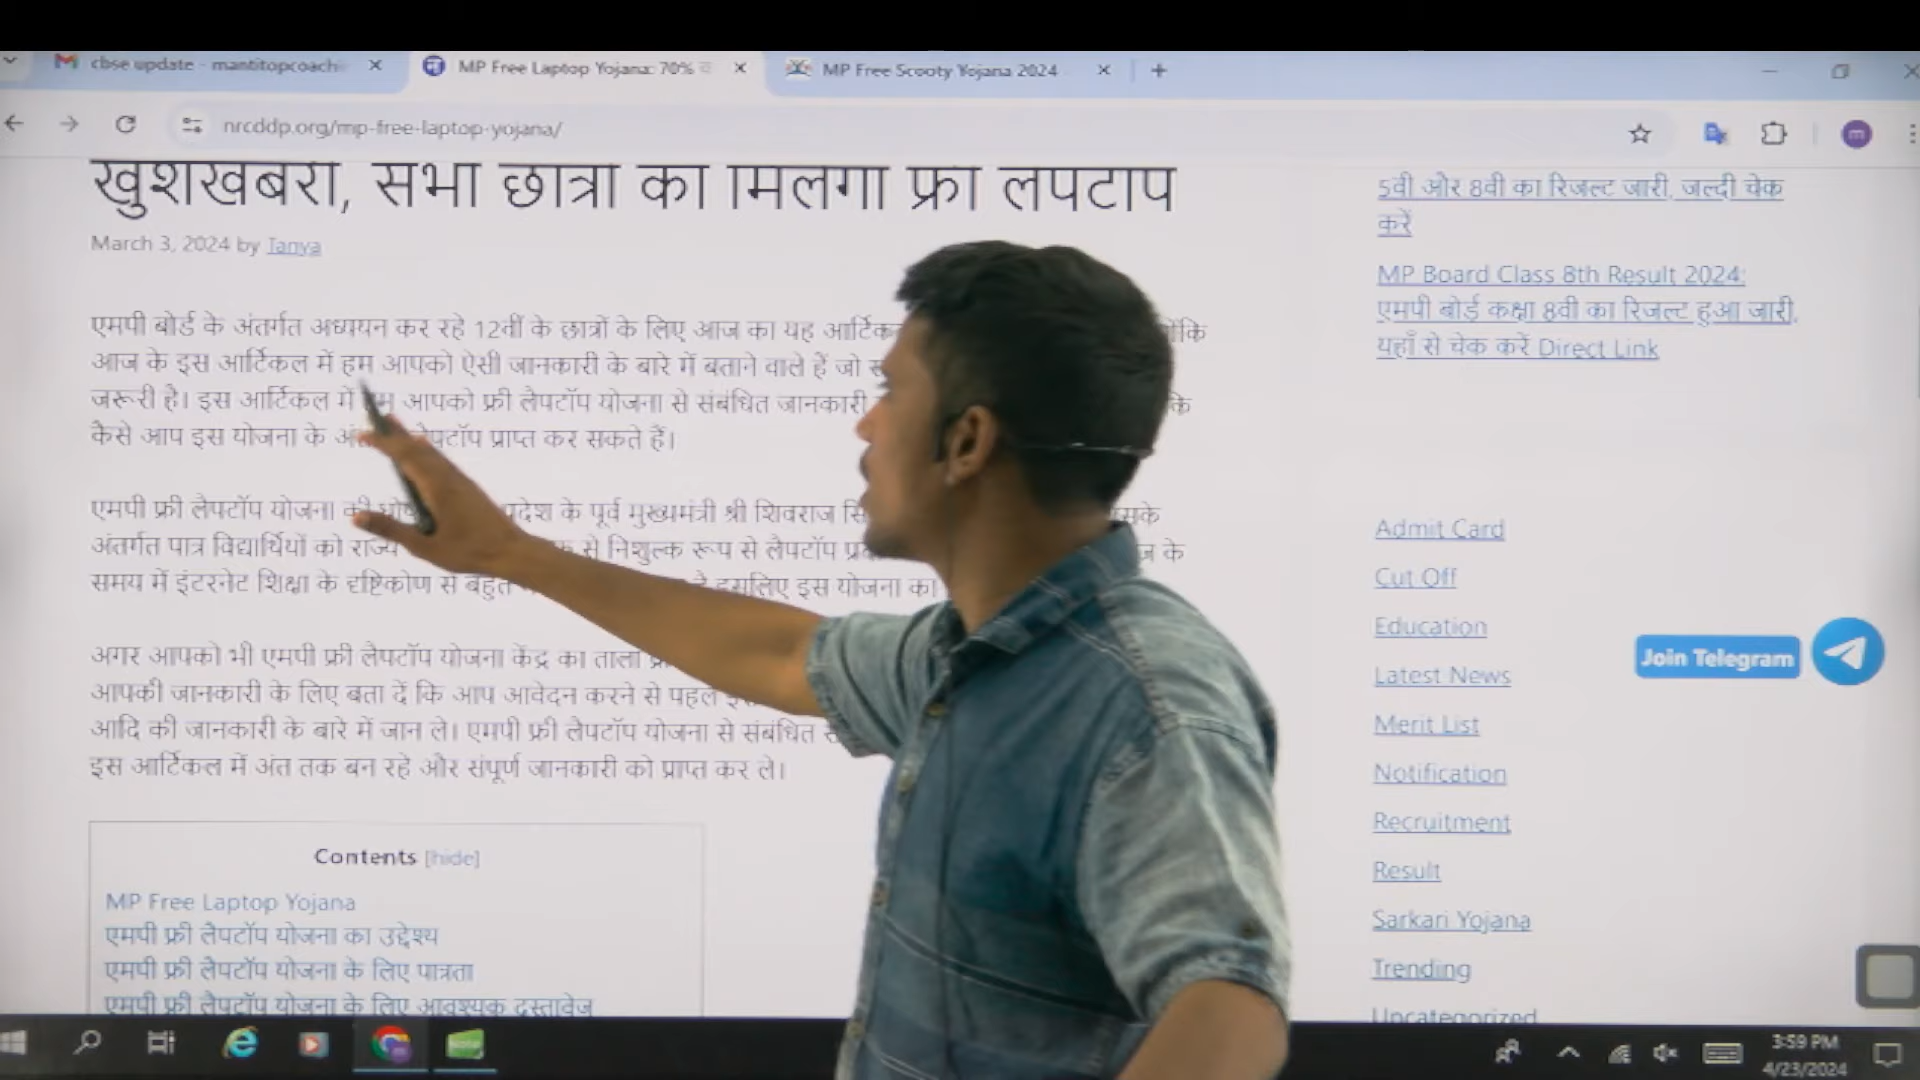 cbse update - mantitopcoachi
MP Free Laptop Yojana: 70%
MP Free Scooty Yojana 2024
nrcddp.org/mp-free-laptop-yojana/
खुशखबरी, सभी छात्रों को मिलेगा फ्री लैपटॉप
March 3, 2024 by Tanya
एमपी बोर्ड के अंतर्गत अध्ययन कर रहे 12वीं के छात्रों के लिए आज का यह आर्टिकल
आज के इस आर्टिकल में हम आपको ऐसी जानकारी के बारे में बताने वाले हैं जो
जरूरी है। इस आर्टिकल में हम आपको फ्री लैपटॉप योजना से संबंधित जानकारी कि
कैसे आप इस योजना के लैपटॉप प्राप्त कर सकते हैं।
एमपी फ्री लैपटॉप योजना की प्रदेश के पूर्व मुख्यमंत्री श्री शिवराज
अंतर्गत पात्र विद्यार्थियों को राज्य से निशुल्क रूप से लैपटॉप के
समय में इंटरनेट शिक्षा के दृष्टिकोण से बहुत इसलिए इस योजना का
अगर आपको भी एमपी फ्री लैपटॉप योजना केंद्र का ताला
आपकी जानकारी के लिए बता दें कि आप आवेदन करने से पहले
आदि की जानकारी के बारे में जान ले। एमपी फ्री लैपटॉप योजना से संबंधित
इस आर्टिकल में अंत तक बन रहे और संपूर्ण जानकारी को प्राप्त कर ले।
Contents [hide]
MP Free Laptop Yojana
एमपी फ्री लैपटॉप योजना का उद्देश्य
एमपी फ्री लैपटॉप योजना के लिए पात्रता
एमपी फ्री लैपटॉप योजना के लिए आवश्यक दस्तावेज
5वी और 8वी का रिजल्ट जारी, जल्दी चेक
करें
MP Board Class 8th Result 2024:
एमपी बोर्ड कक्षा 8वी का रिजल्ट हुआ जारी,
यहाँ से चेक करें Direct Link
Admit Card
Cut Off
Education
Latest News
Merit List
Notification
Recruitment
Result
Sarkari Yojana
Trending
Uncategorized
Join Telegram
3:59 PM
4/23/2024